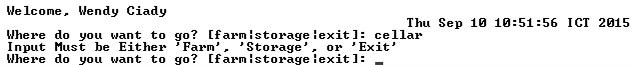 Welcome, Wendy Ciady
Thu Sep 10 10:51:56 ICT 2015
Where do you want to go? [farm|storage|exit]: cellar
Input Must be Either 'Farm', 'Storage', or 'Exit'
Where do you want to go? [farm|storage|exit]: _